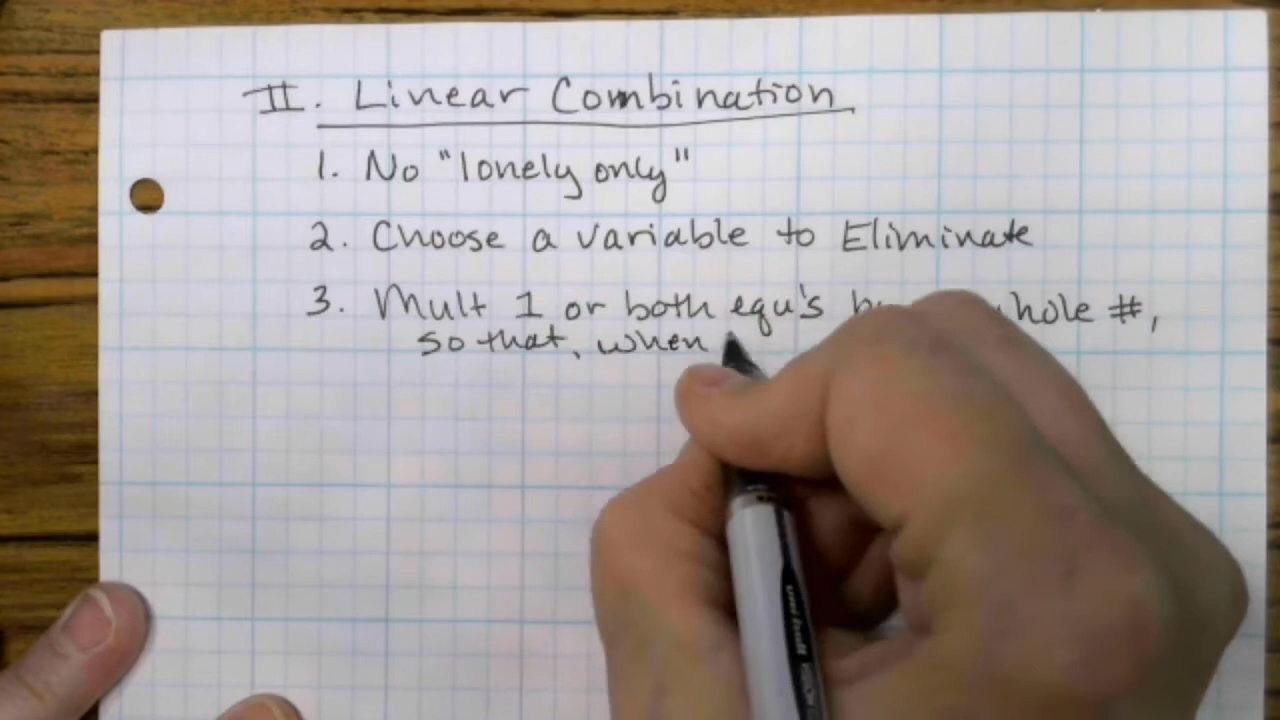 II. Linear Combination
1. No "lonely only"
2. Choose a variable to Eliminate
3. Mult 1 or both equ's whole #,
so that, when